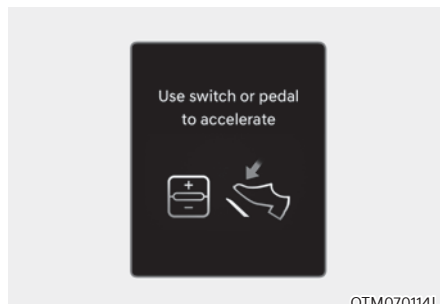 Use switch or pedal
to accelerate
OTM070114L